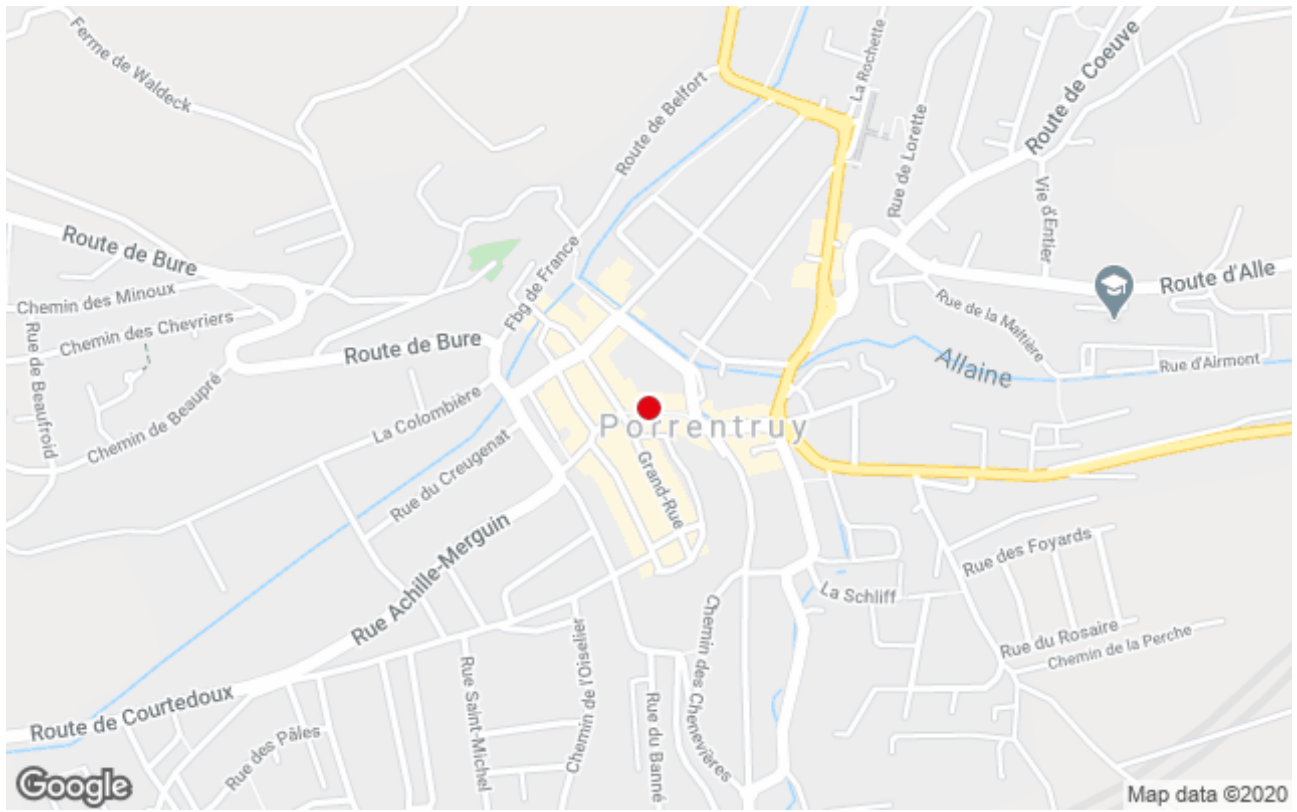 Ferme de Waldeck
Route de Belfort
La Rochette
Rue de Lorette
Route de Coeuve
Vie d'Entier
Route de Bure
Chemin des Minoux
Chemin des Chevriers
Rue de Beaufroid
Route de Bure
Fbg de France
Route d'Alle
Rue de la Maltière
Allaine
Rue d'Airmont
Chemin de Beaupré
La Colombière
Rue du Creugenat
Porrentruy
Grand-Rue
Rue Achille-Merguin
Rue des Foyards
La Schliff
Rue du Rosaire
Chemin de la Perche
Chemin des Chenevières
Chemin de l'Oiselier
Rue Saint-Michel
Rue du Banné
Route de Courtedoux
Rue des Pâles
Google
Map data ©2020